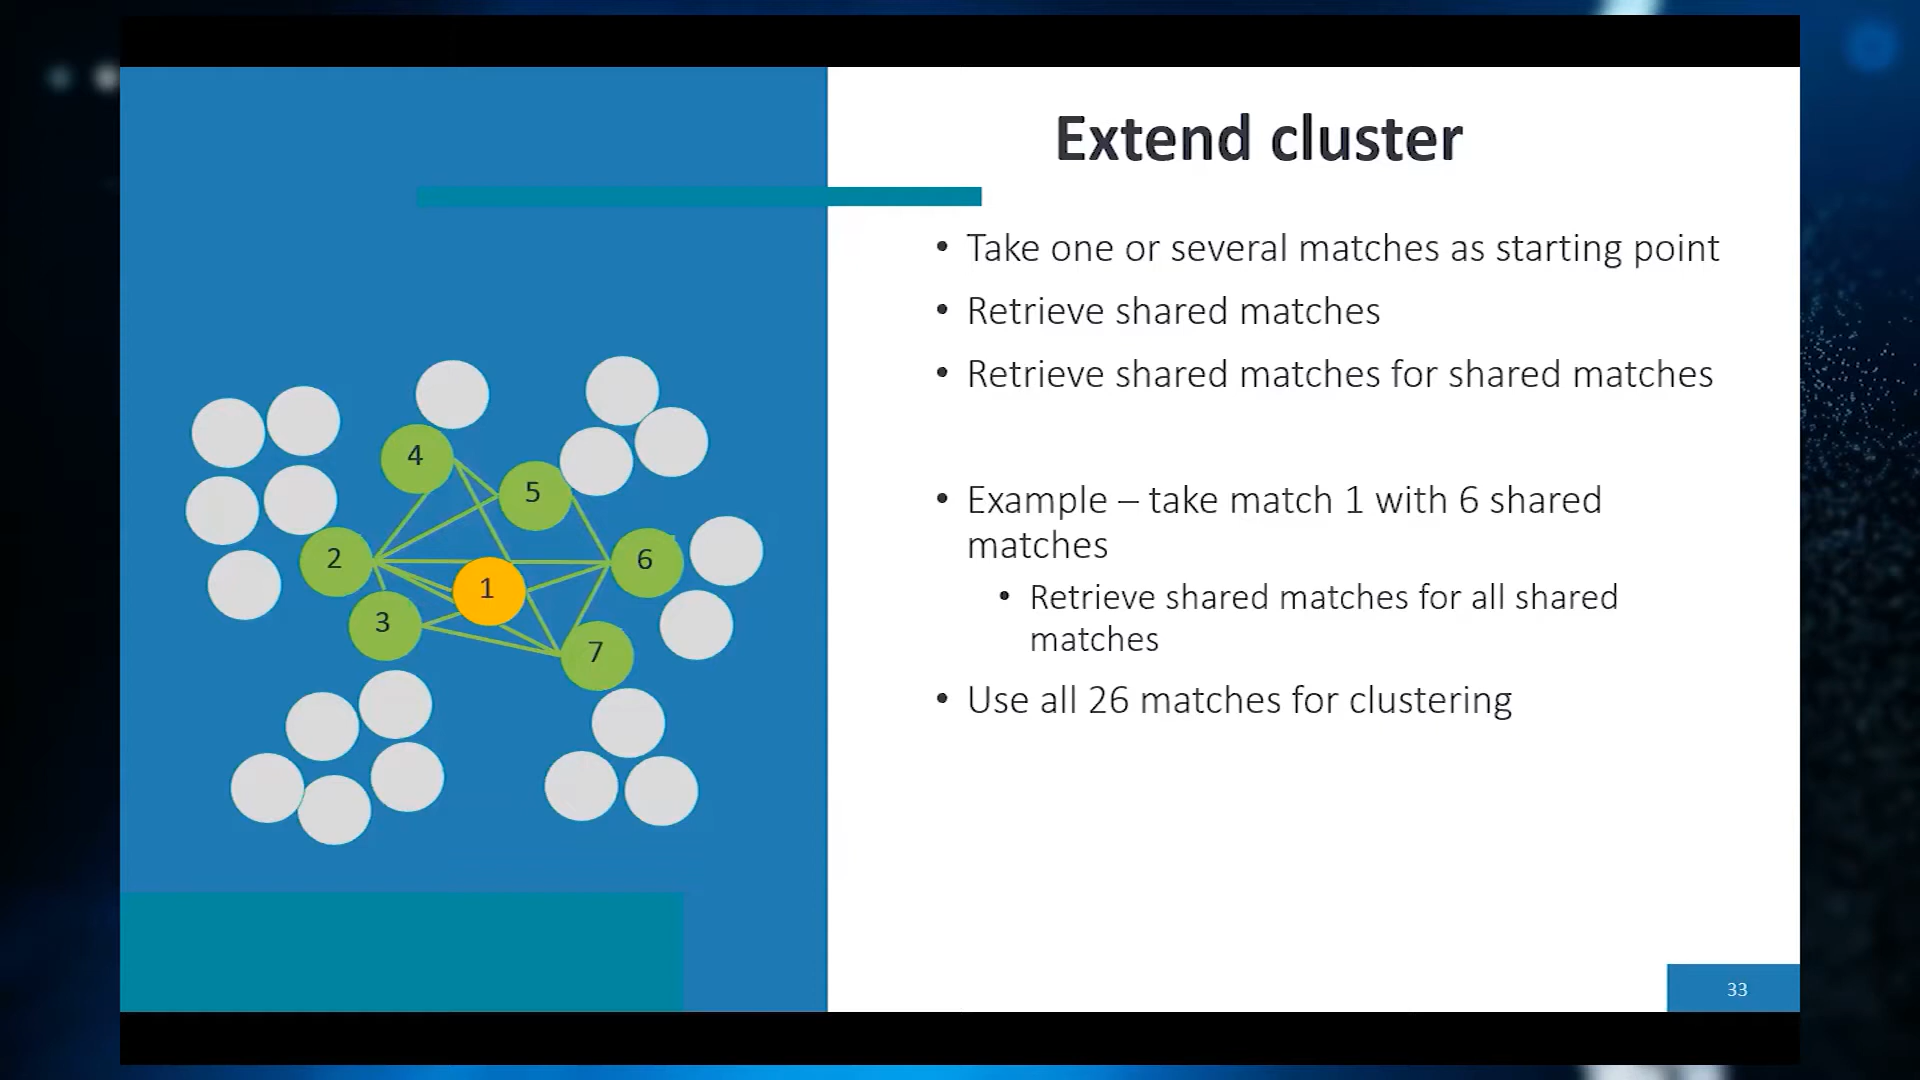 Extend cluster
• Take one or several matches as starting point
• Retrieve shared matches
• Retrieve shared matches for shared matches
• Example – take match 1 with 6 shared
matches
• Retrieve shared matches for all shared
matches
• Use all 26 matches for clustering
4
5
2
6
1
3
7
33